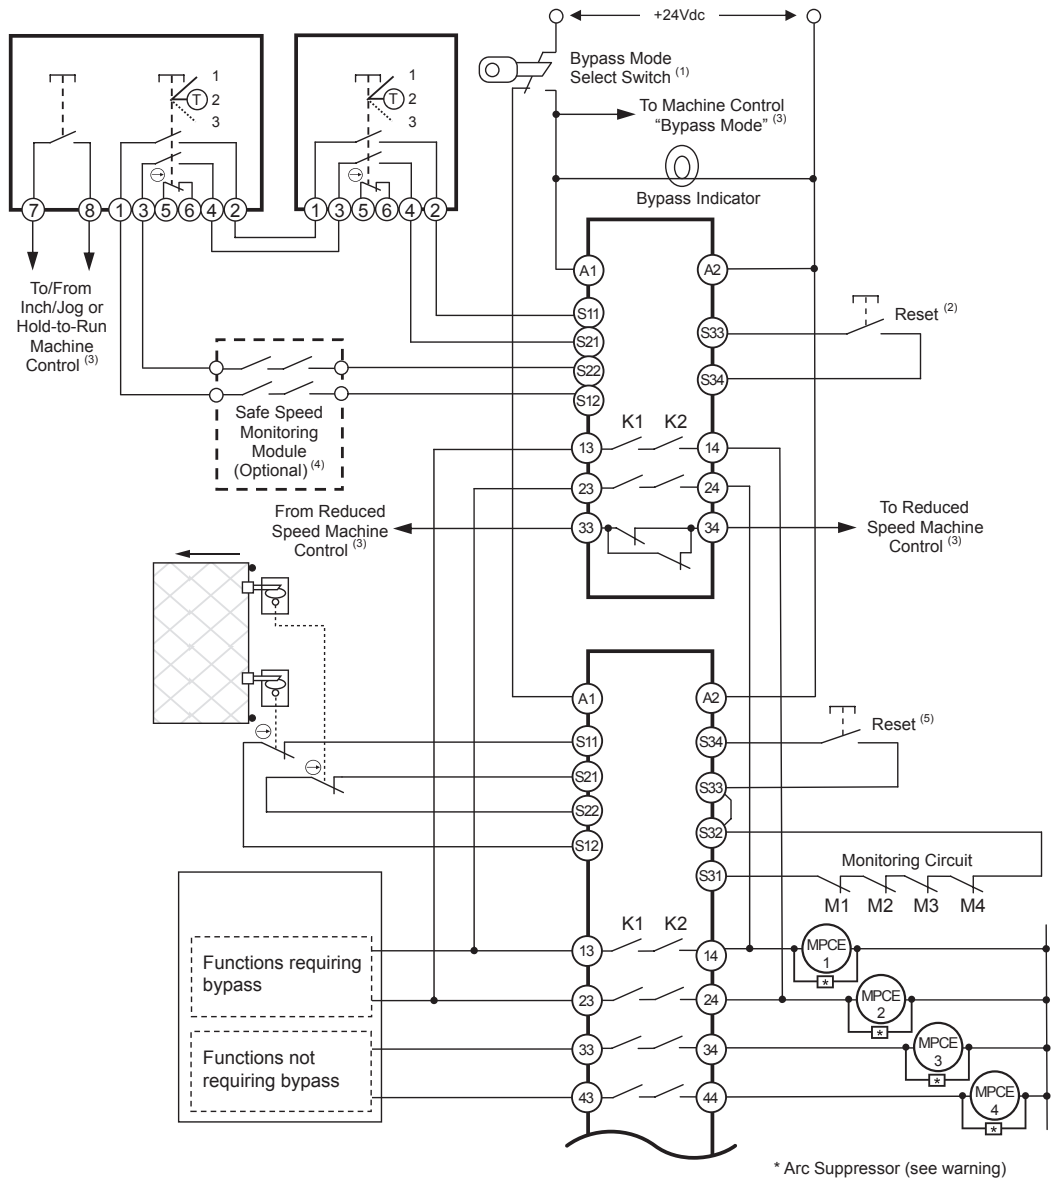 +24Vdc
Bypass Mode
Select Switch (1)
To Machine Control
“Bypass Mode” (3)
Bypass Indicator
1
T 2
3
1
T 2
3
7 8 1 3 5 6 4 2
1 3 5 6 4 2
To/From
Inch/Jog or
Hold-to-Run
Machine
Control (3)
Safe Speed
Monitoring
Module
(Optional) (4)
A1 A2
S11
S21
S22
S12
S33
S34
Reset (2)
K1 K2
13 14
23 24
33 34
From Reduced
Speed Machine
Control (3)
To Reduced
Speed Machine
Control (3)
A1 A2
S11
S21
S22
S12
S34
S33
S32
S31
Reset (5)
Monitoring Circuit
M1 M2 M3 M4
K1 K2
13 14
23 24
33 34
43 44
Functions requiring
bypass
Functions not
requiring bypass
MPCE
1
*
MPCE
2
*
MPCE
3
*
MPCE
4
*
* Arc Suppressor (see warning)